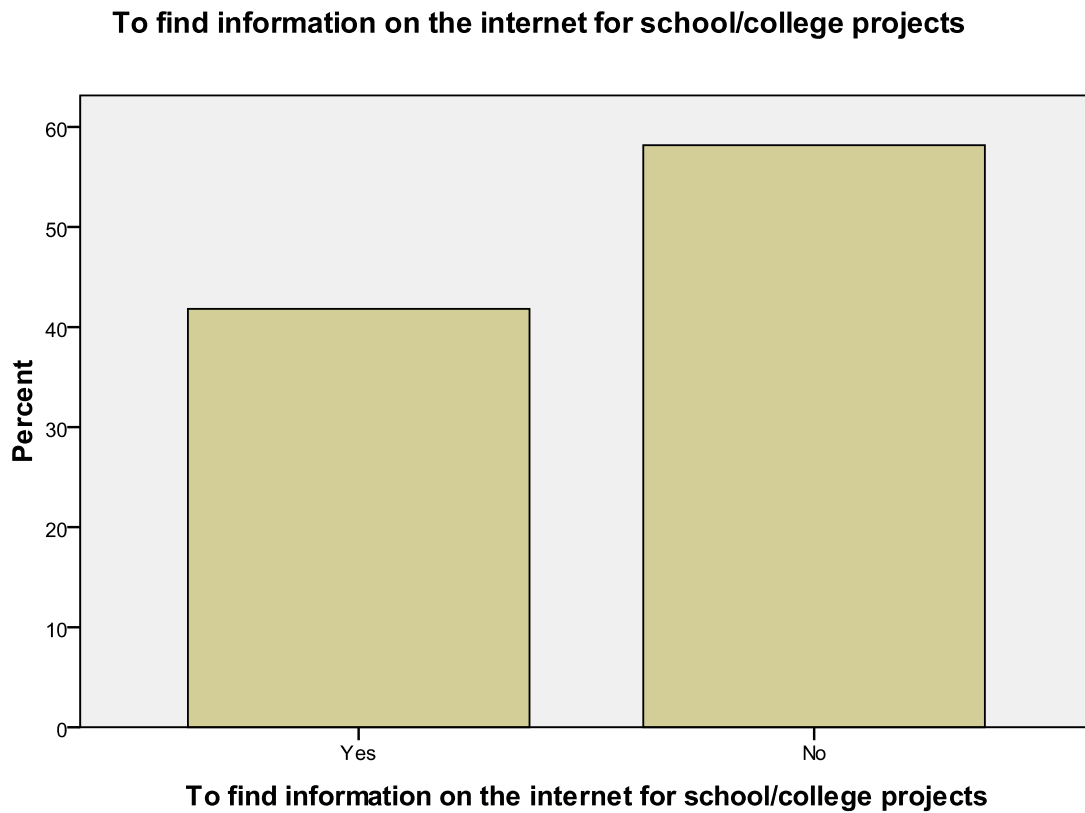 To find information on the internet for school/college projects
60
50
40
30
20
10
0
Percent
Yes
No
To find information on the internet for school/college projects